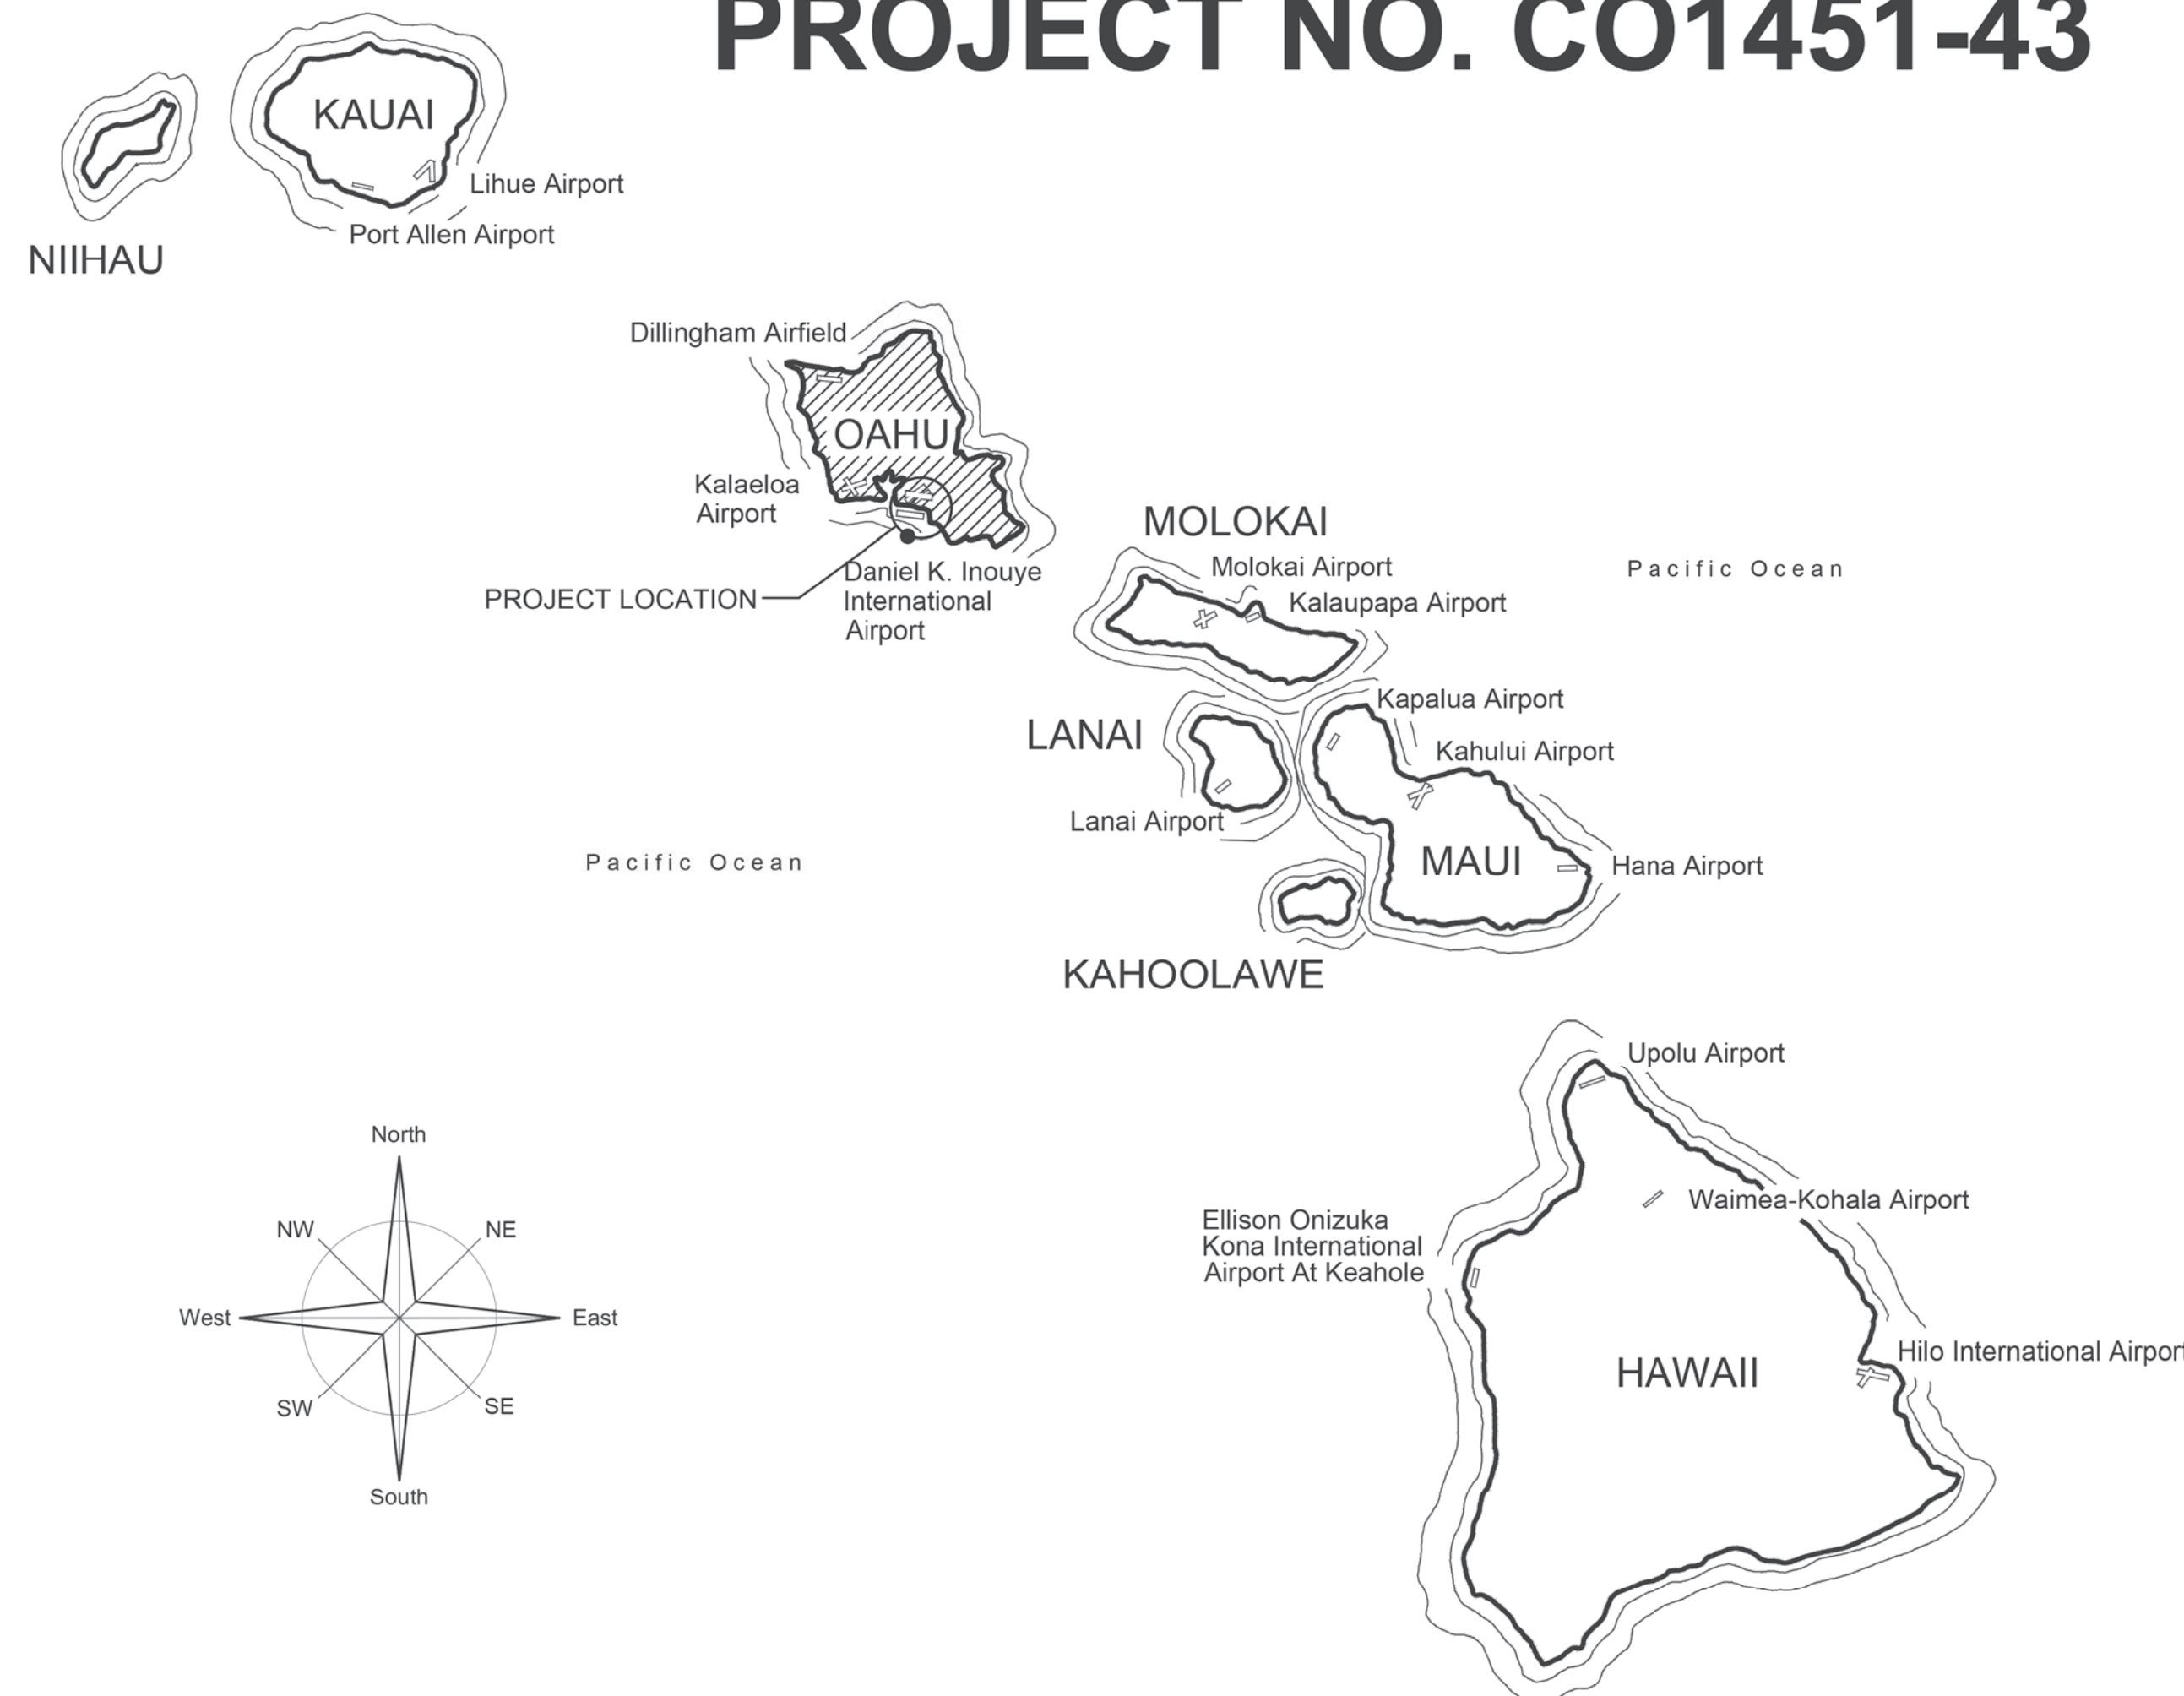 PROJECT NO. CO1451-43
KAUAI
Lihue Airport
Port Allen Airport
NIIHAU
Dillingham Airfield
OAHU
Kalaeloa
Airport
PROJECT LOCATION
Daniel K. Inouye
International
Airport
MOLOKAI
Molokai Airport
Kalaupapa Airport
Pacific Ocean
Kapalua Airport
LANAI
Kahului Airport
Lanai Airport
Pacific Ocean
MAUI
Hana Airport
KAHOOLAWE
Upolu Airport
Waimea-Kohala Airport
Ellison Onizuka
Kona International
Airport At Keahole
HAWAII
Hilo International Airport
North
NW
NE
West
East
SW
SE
South